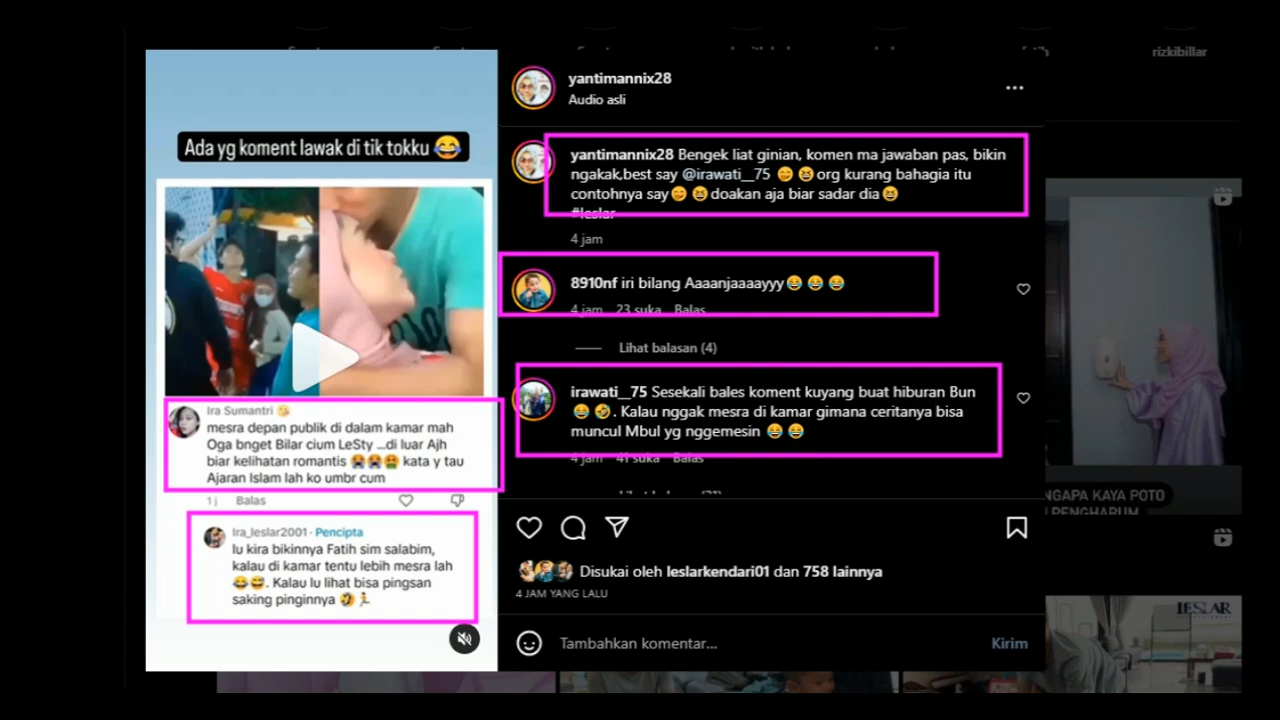 rizkibillar
yantimannix28
Audio asli
Ada yg koment lawak di tik tokku 😂
yantimannix28 Bengek liat ginian, komen ma jawaban pas, bikin
ngakak,best say @irawati__75 😊😆org kurang bahagia itu
contohnya say😊😆doakan aja biar sadar dia😆
#leslar
4 jam
8910nf iri bilang Aaaanjaaaayyy😂😂😂
4 jam 23 suka Balas
Lihat balasan (4)
irawati__75 Sesekali bales koment kuyang buat hiburan Bun
😂🤣. Kalau nggak mesra di kamar gimana ceritanya bisa
muncul Mbul yg nggemesin 😂😂
4 jam 41 suka Balas
Ira Sumantri 😘
mesra depan publik di dalam kamar mah
Oga bnget Bilar cium LeSty ...di luar Ajh
biar kelihatan romantis 😭😭🤮 kata y tau
Ajaran Islam lah ko umbr cum
1 j Balas
Ira_leslar2001 · Pencipta
lu kira bikinnya Fatih sim salabim,
kalau di kamar tentu lebih mesra lah
😂😅. Kalau lu lihat bisa pingsan
saking pinginnya 🤣🏃
Disukai oleh leslarkendari01 dan 758 lainnya
4 JAM YANG LALU
Tambahkan komentar...
Kirim
NGAPA KAYA POTO
PENGHARUM
LESLAR